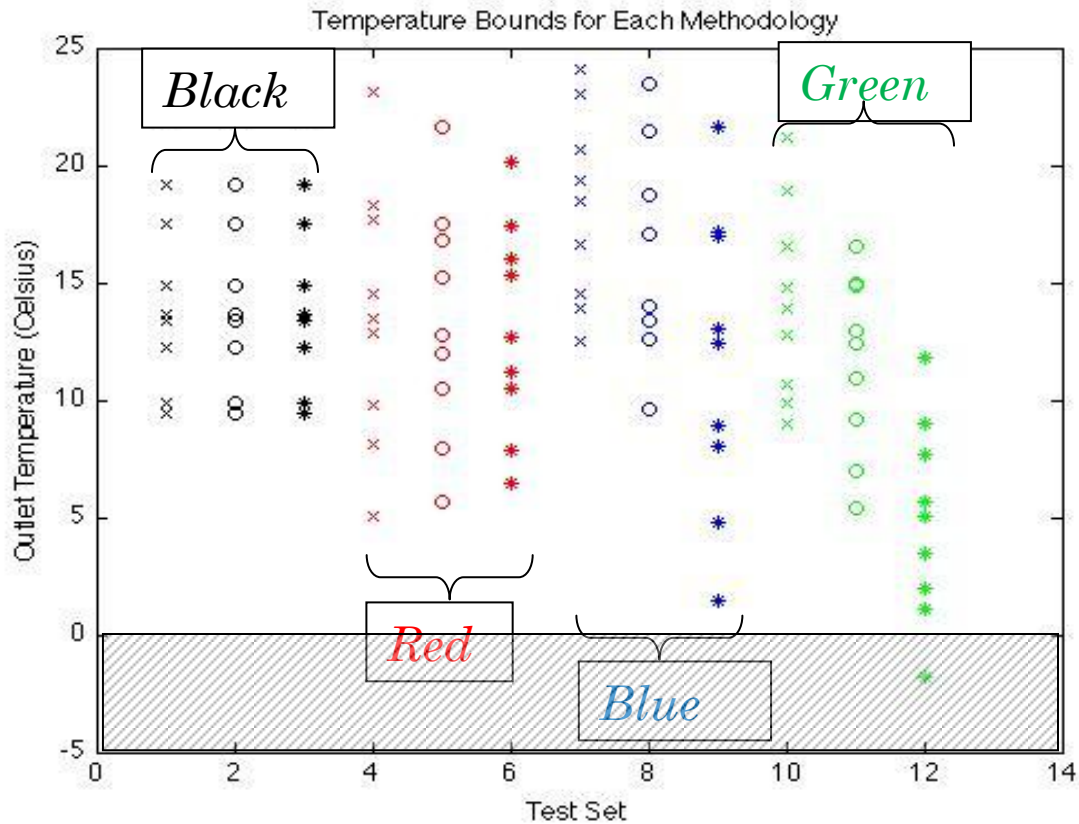 Temperature Bounds for Each Methodology
25
20
15
10
5
0
-5
Outlet Temperature (Celsius)
Black
Green
Red
Blue
0 2 4 6 8 10 12 14
Test Set